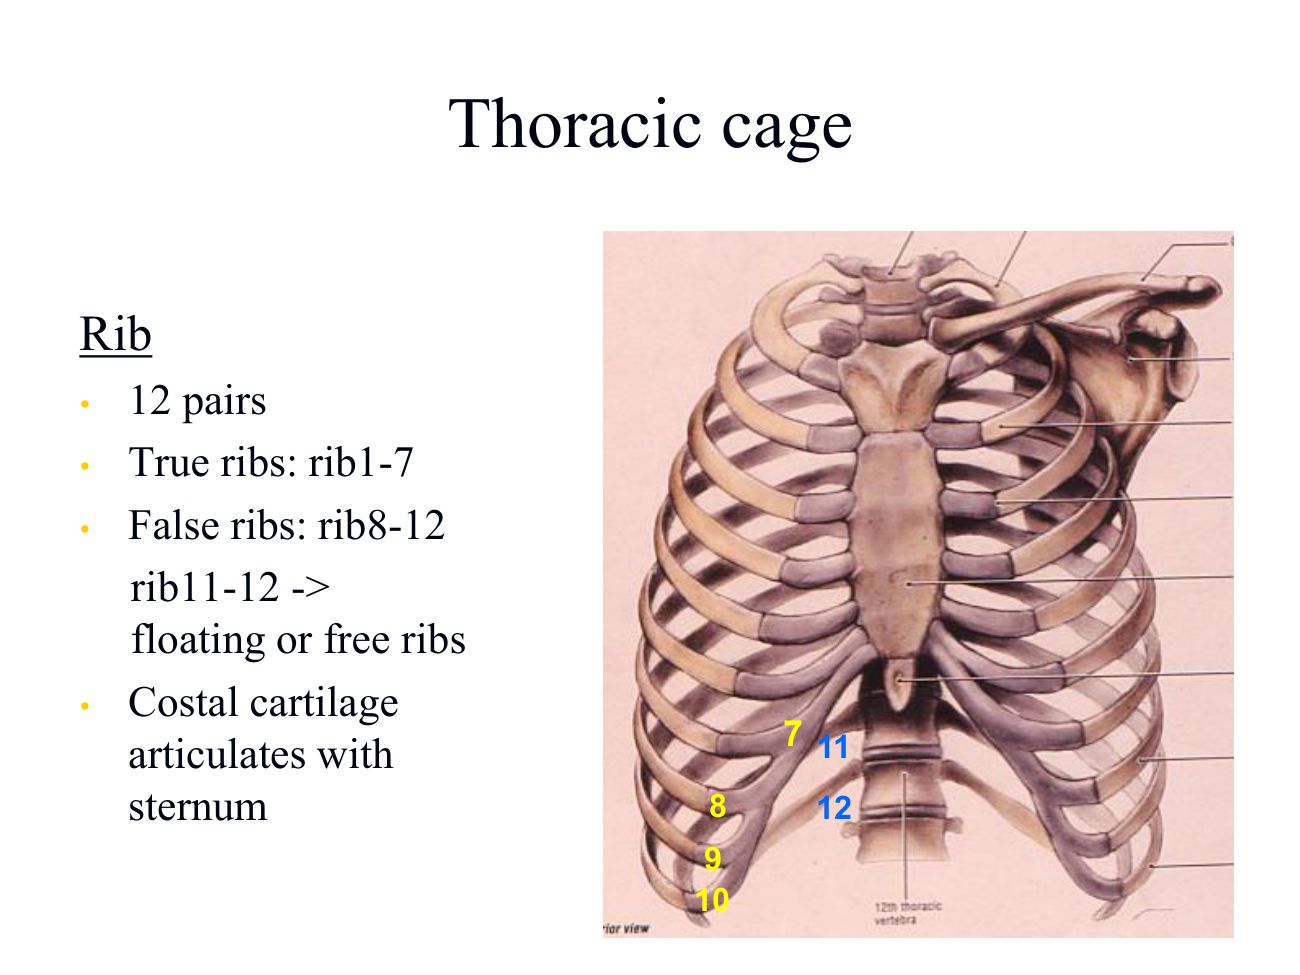 Thoracic cage
Rib
• 12 pairs
• True ribs: rib1-7
• False ribs: rib8-12
rib11-12 ->
floating or free ribs
• Costal cartilage
articulates with
sternum
7
11
8
12
9
10
12th thoracic
vertebra
rior view